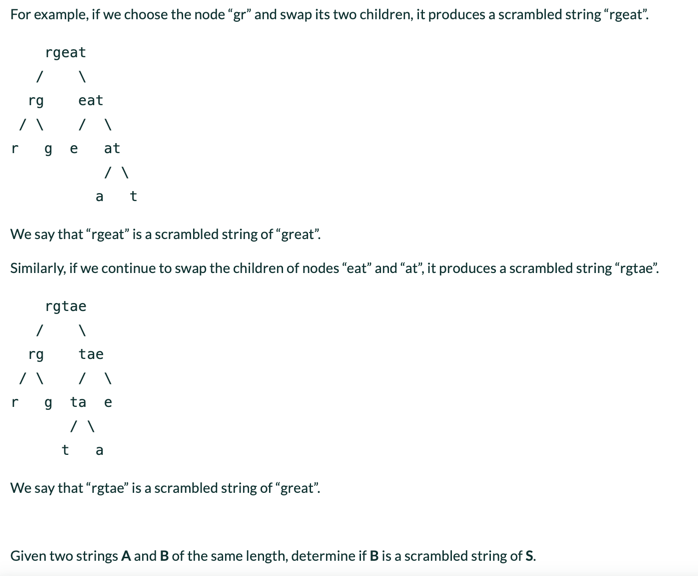 For example, if we choose the node “gr” and swap its two children, it produces a scrambled string “rgeat”.
rgeat
/ \
rg eat
/ \ / \
r g e at
/ \
a t
We say that “rgeat” is a scrambled string of “great”.
Similarly, if we continue to swap the children of nodes “eat” and “at”, it produces a scrambled string “rgtae”.
rgtae
/ \
rg tae
/ \ / \
r g ta e
/ \
t a
We say that “rgtae” is a scrambled string of “great”.
Given two strings A and B of the same length, determine if B is a scrambled string of S.